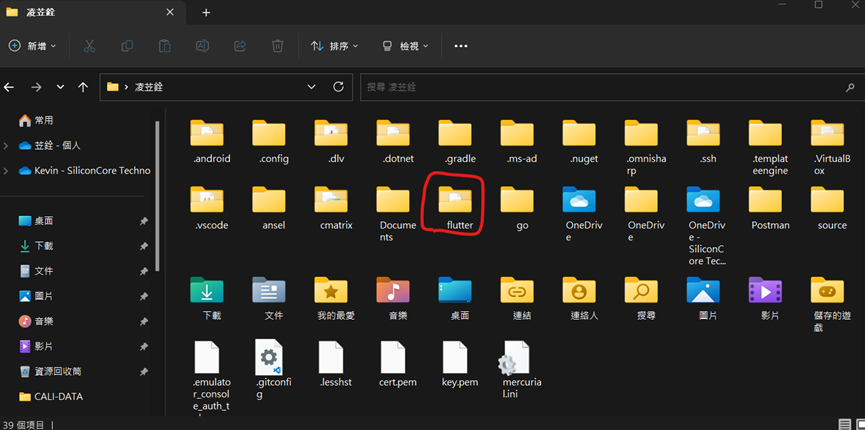 凌苙銓
新增
排序
檢視
凌苙銓
搜尋 凌苙銓
常用
苙銓 - 個人
Kevin - SiliconCore Techno
桌面
下載
文件
圖片
音樂
影片
資源回收筒
CALI-DATA
.android
.config
.dlv
.dotnet
.gradle
.ms-ad
.nuget
.omnisharp
.ssh
.templateengine
.VirtualBox
.vscode
ansel
cmatrix
Documents
flutter
go
OneDrive
OneDrive
OneDrive -
SiliconCore Tec...
Postman
source
下載
文件
我的最愛
音樂
桌面
連結
連絡人
搜尋
圖片
影片
儲存的遊戲
.emulator_console_auth_t
.gitconfig
.lesshst
cert.pem
key.pem
mercurial.ini
39 個項目